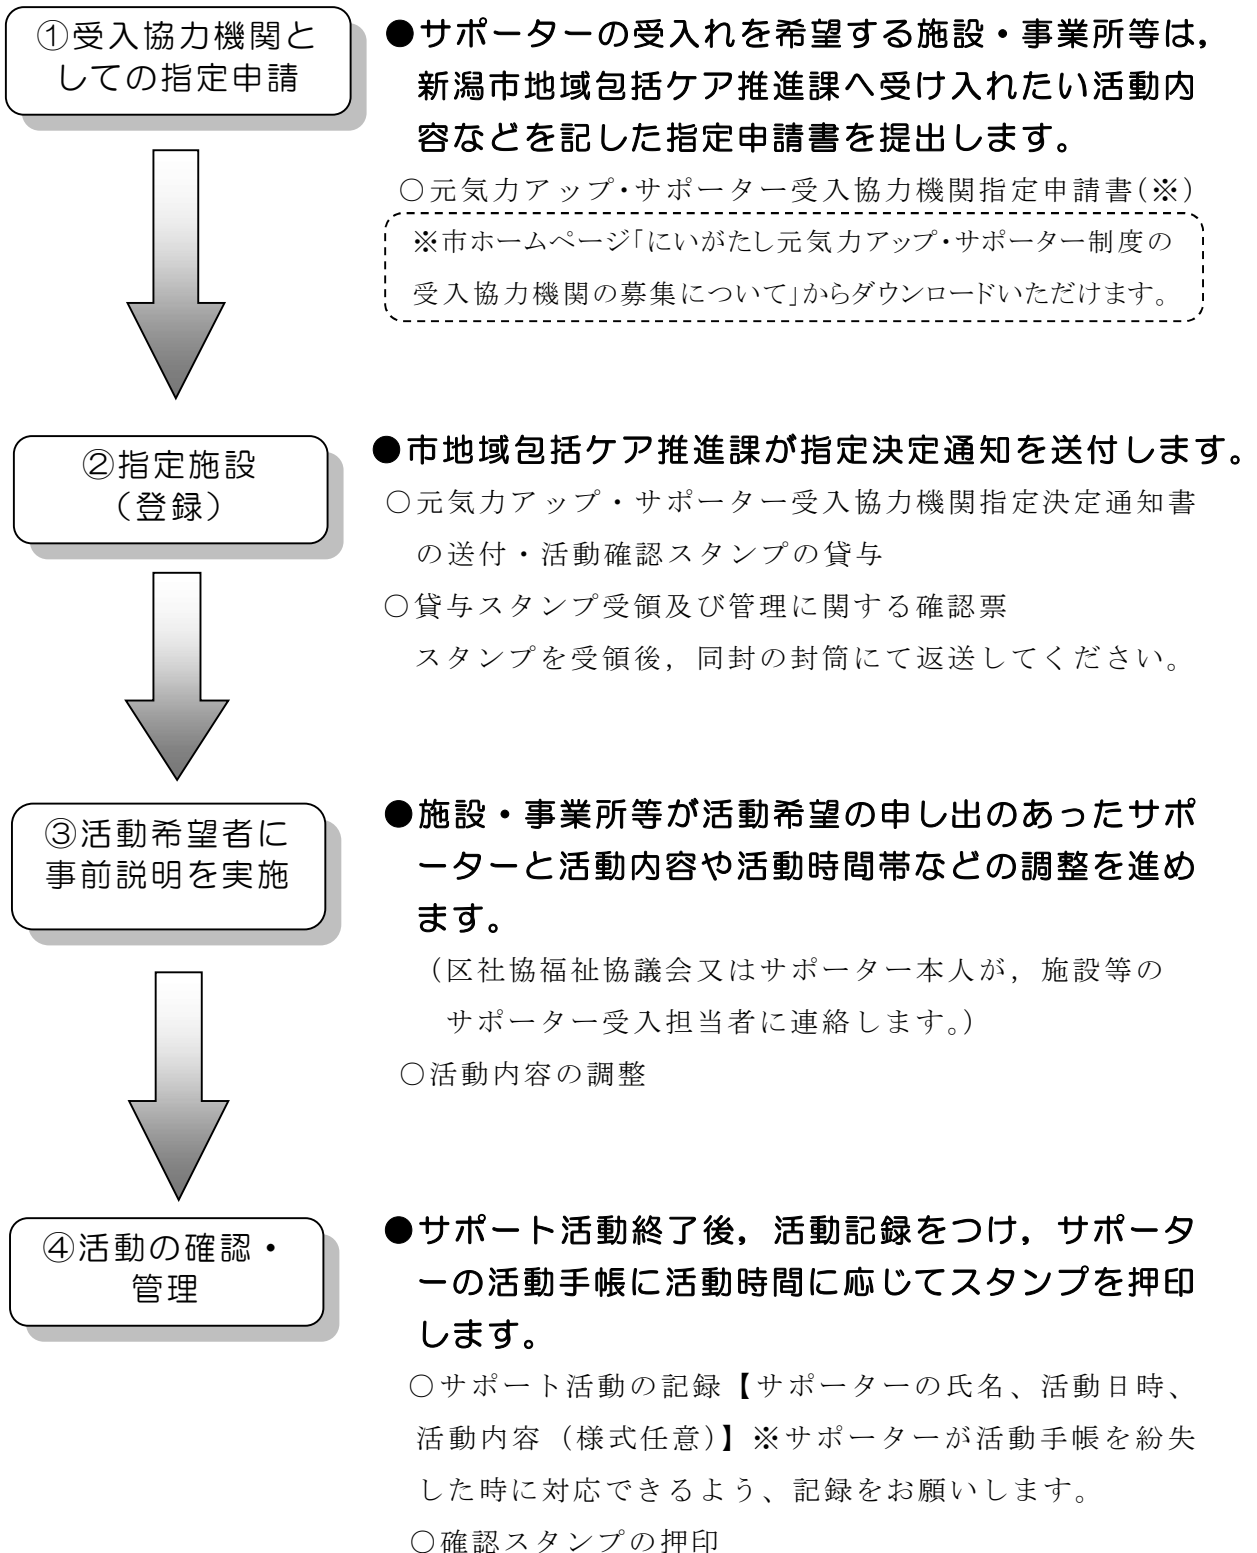 ①受入協力機関と
しての指定申請
●サポーターの受入れを希望する施設・事業所等は，
新潟市地域包括ケア推進課へ受け入れたい活動内
容などを記した指定申請書を提出します。
○元気力アップ・サポーター受入協力機関指定申請書(※)
※市ホームページ「にいがたし元気力アップ・サポーター制度の
受入協力機関の募集について」からダウンロードいただけます。
②指定施設
（登録）
●市地域包括ケア推進課が指定決定通知を送付します。
○元気力アップ・サポーター受入協力機関指定決定通知書
の送付・活動確認スタンプの貸与
○貸与スタンプ受領及び管理に関する確認票
スタンプを受領後，同封の封筒にて返送してください。
③活動希望者に
事前説明を実施
●施設・事業所等が活動希望の申し出のあったサポ
ーターと活動内容や活動時間帯などの調整を進め
ます。
（区社協福祉協議会又はサポーター本人が，施設等の
サポーター受入担当者に連絡します。）
○活動内容の調整
④活動の確認・
管理
●サポート活動終了後，活動記録をつけ，サポータ
ーの活動手帳に活動時間に応じてスタンプを押印
します。
○サポート活動の記録【サポーターの氏名、活動日時、
活動内容（様式任意）】※サポーターが活動手帳を紛失
した時に対応できるよう、記録をお願いします。
○確認スタンプの押印